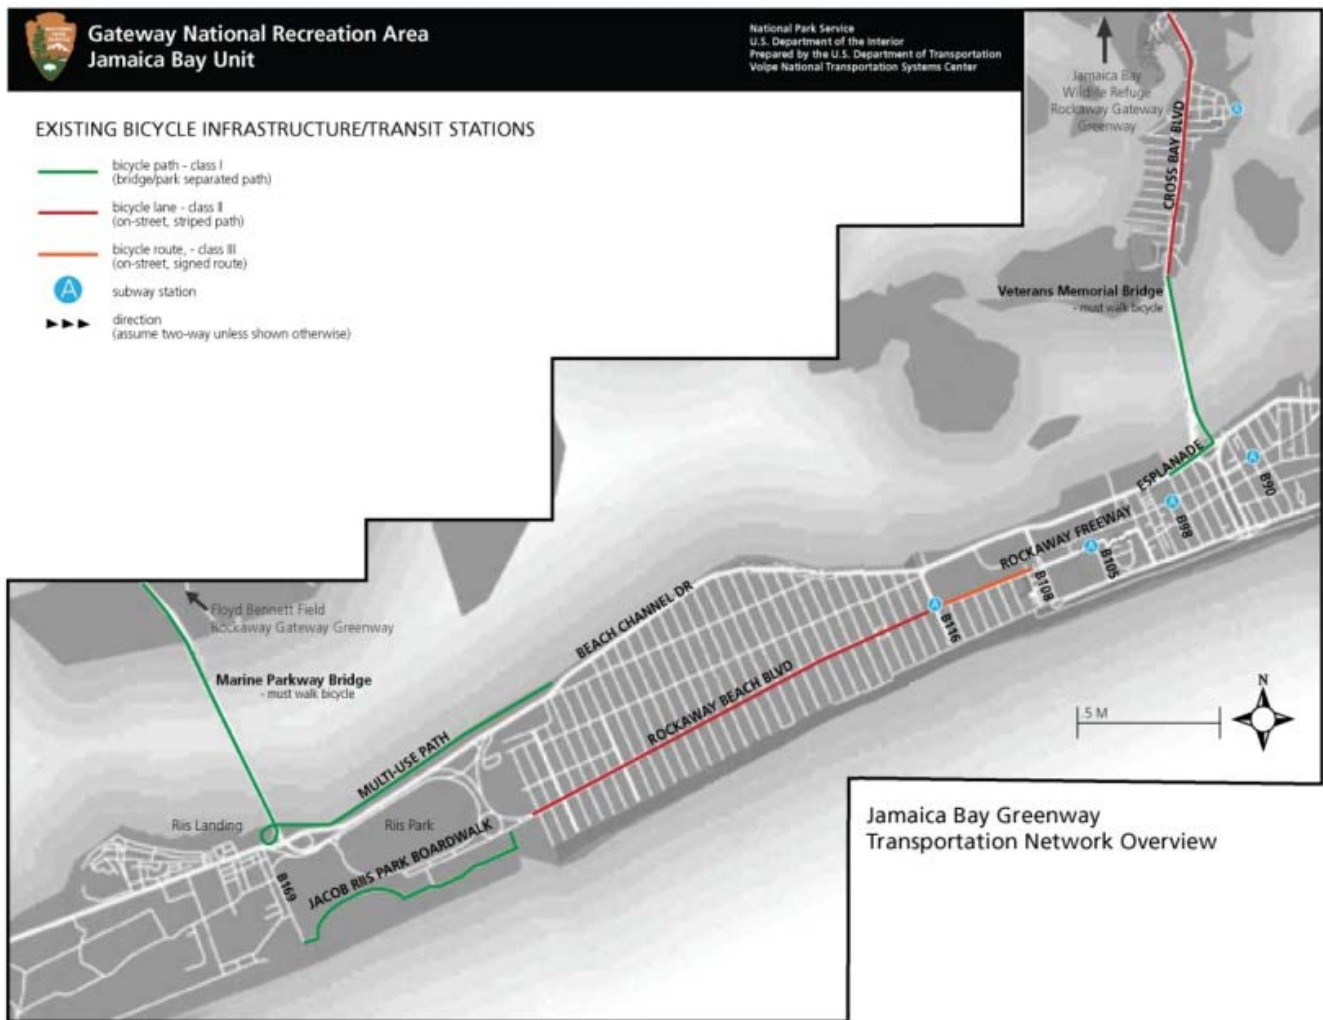 Gateway National Recreation Area
Jamaica Bay Unit
National Park Service
U.S. Department of the Interior
Prepared by the U.S. Department of Transportation
Volpe National Transportation Systems Center
EXISTING BICYCLE INFRASTRUCTURE/TRANSIT STATIONS
bicycle path - class I
(bridge/park separated path)
bicycle lane - class II
(on-street, striped path)
bicycle route, - class III
(on-street, signed route)
A
subway station
direction
(assume two-way unless shown otherwise)
Jamaica Bay
Wildlife Refuge
Rockaway Gateway
Greenway
A
CROSS BAY BLVD
Veterans Memorial Bridge
- must walk bicycle
ESPLANADE
A
B90
A
B98
ROCKAWAY FREEWAY
A
B105
B108
A
B116
BEACH CHANNEL DR
ROCKAWAY BEACH BLVD
Floyd Bennett Field
Rockaway Gateway Greenway
Marine Parkway Bridge
- must walk bicycle
MULTI-USE PATH
Riis Landing
Riis Park
JACOB RIIS PARK BOARDWALK
B169
N
.5 M
Jamaica Bay Greenway
Transportation Network Overview